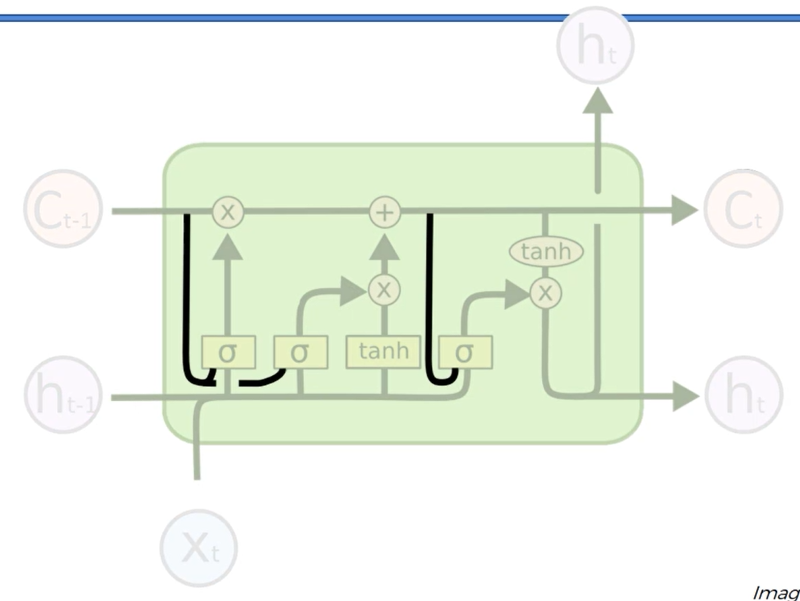 hₜ
Cₜ₋₁ x + Cₜ
tanh
x x
σ σ tanh σ
hₜ₋₁ hₜ
Xₜ
Imag